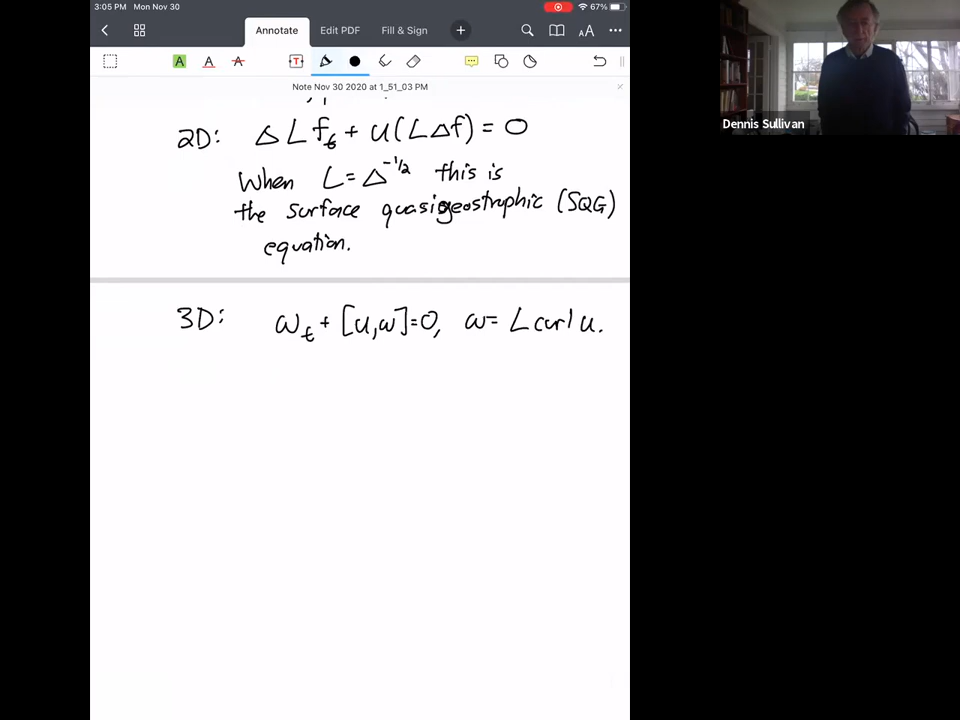 3:05 PM Mon Nov 30
67%
Annotate
Edit PDF
Fill & Sign
A
A
A
T
AA
Note Nov 30 2020 at 1_51_03 PM
2D: Δ L f_t + u(LΔf) = 0
When L = Δ^{-1/2} this is
the surface quasigeostrophic (SQG)
equation.
3D: ω_t + [u,ω]=0, ω = L curl u.
Dennis Sullivan